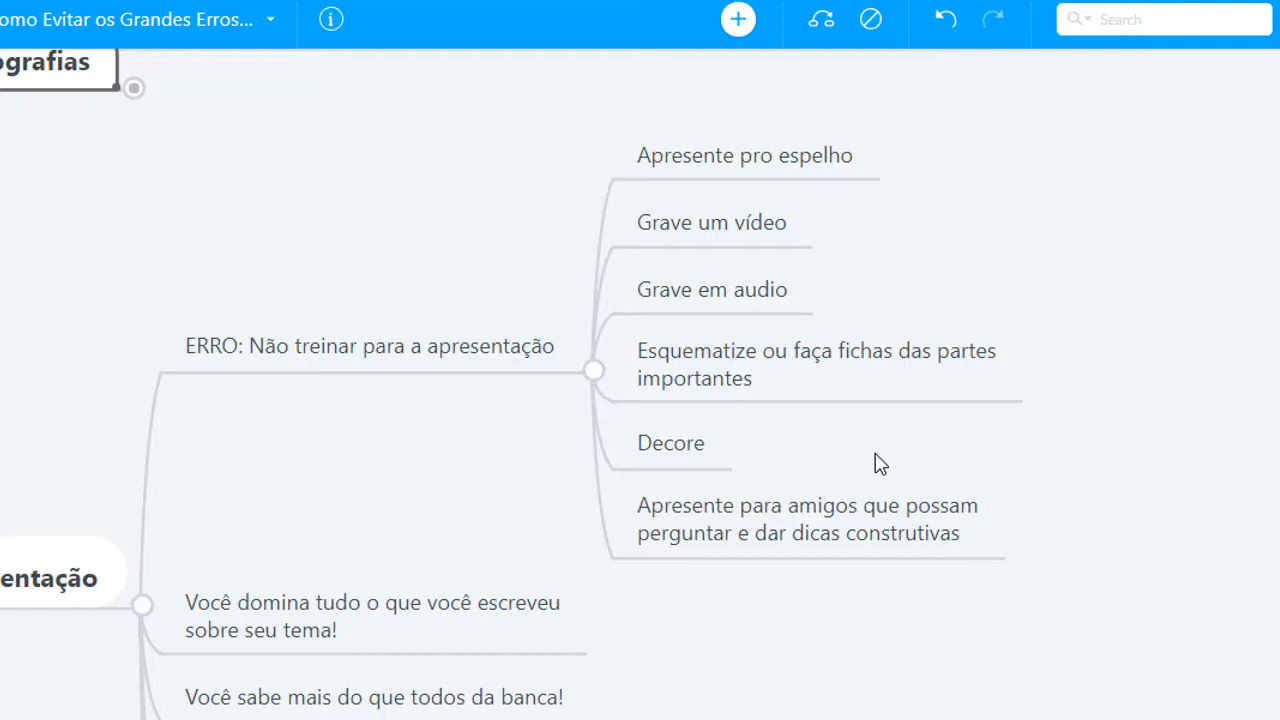 omo Evitar os Grandes Erros...
Search
ografias
Apresente pro espelho
Grave um vídeo
Grave em audio
ERRO: Não treinar para a apresentação
Esquematize ou faça fichas das partes
importantes
Decore
Apresente para amigos que possam
perguntar e dar dicas construtivas
entação
Você domina tudo o que você escreveu
sobre seu tema!
Você sabe mais do que todos da banca!